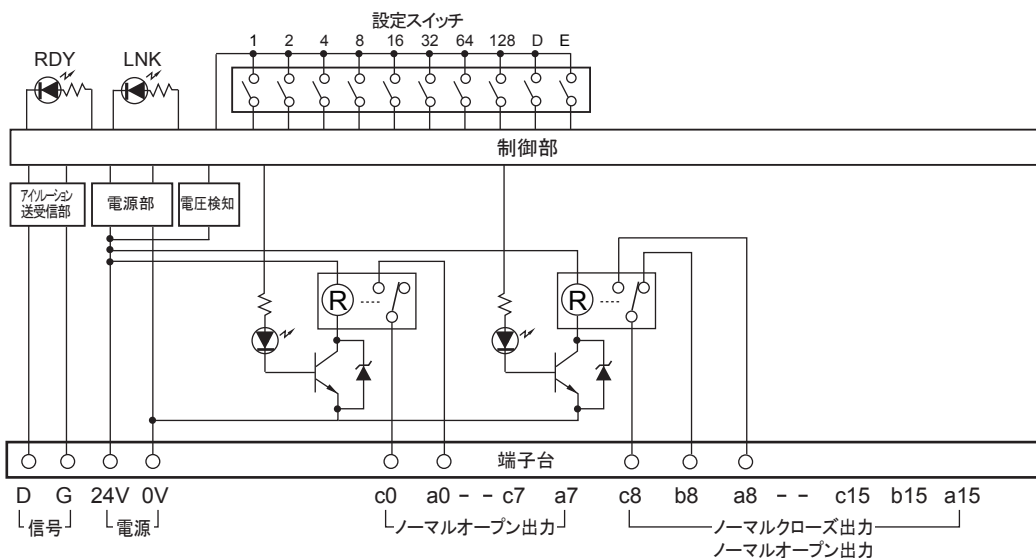 設定スイッチ
RDY LNK 1 2 4 8 16 32 64 128 D E
制御部
アイソレーション
送受信部
電源部
電圧検知
R
R
端子台
D G 24V 0V c0 a0 - - c7 a7 c8 b8 a8 - - c15 b15 a15
信号 電源 ノーマルオープン出力 ノーマルクローズ出力
ノーマルオープン出力